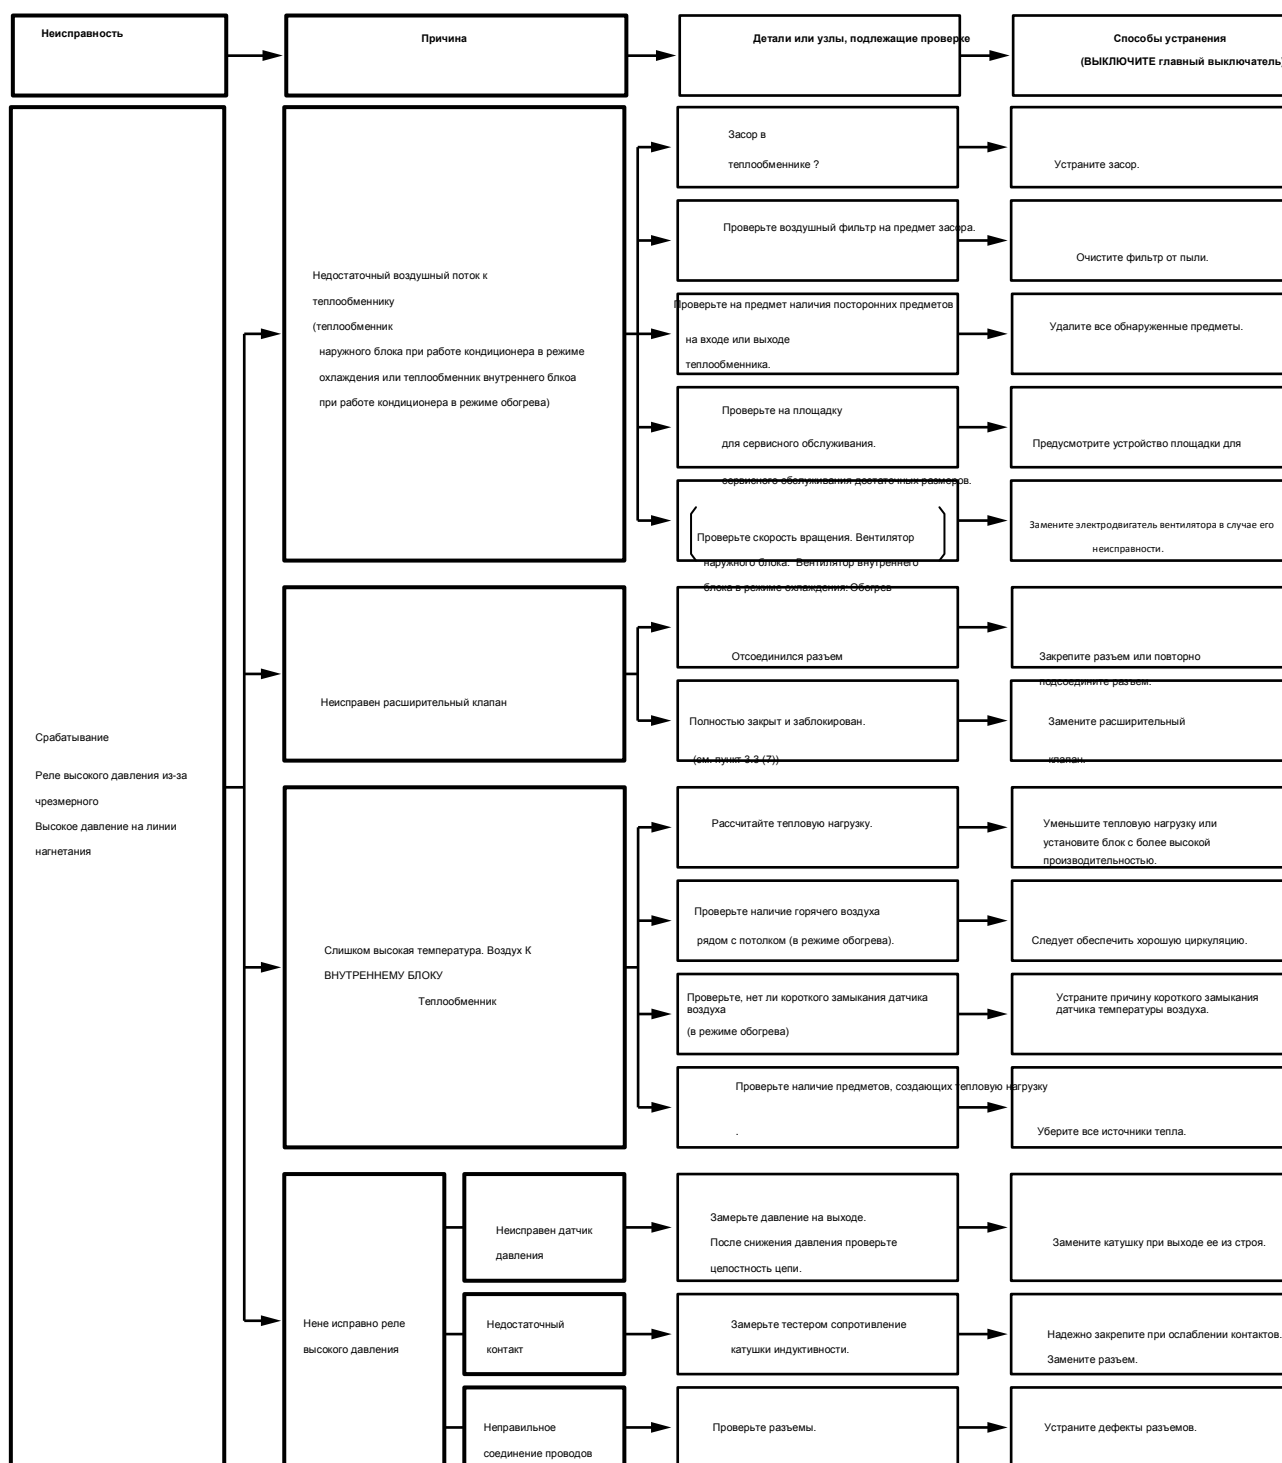 Неисправность
Причина
Детали или узлы, подлежащие проверке
Способы устранения
(ВЫКЛЮЧИТЕ главный выключатель)
Срабатывание
Реле высокого давления из-за
чрезмерного
Высокое давление на линии
нагнетания
Недостаточный воздушный поток к
теплообменнику
(теплообменник
наружного блока при работе кондиционера в режиме
охлаждения или теплообменник внутреннего блкоа
при работе кондиционера в режиме обогрева)
Засор в
теплообменнике ?
Устраните засор.
Проверьте воздушный фильтр на предмет засора.
Очистите фильтр от пыли.
Проверьте на предмет наличия посторонних предметов
на входе или выходе
теплообменника.
Удалите все обнаруженные предметы.
Проверьте на площадку
для сервисного обслуживания.
Предусмотрите устройство площадки для
сервисного обслуживания достаточных размеров.
Проверьте скорость вращения. Вентилятор
наружного блока: Вентилятор внутреннего
блока в режиме охлаждения: Обогрев
Замените электродвигатель вентилятора в случае его
неисправности.
Неисправен расширительный клапан
Отсоединился разъем
Закрепите разъем или повторно
подсоедините разъем.
Полностью закрыт и заблокирован.
(см. пункт 3.3 (7))
Замените расширительный
клапан.
Слишком высокая температура. Воздух К
ВНУТРЕННЕМУ БЛОКУ
Теплообменник
Рассчитайте тепловую нагрузку.
Уменьшите тепловую нагрузку или
установите блок с более высокой
производительностью.
Проверьте наличие горячего воздуха
рядом с потолком (в режиме обогрева).
Следует обеспечить хорошую циркуляцию.
Проверьте, нет ли короткого замыкания датчика
воздуха
(в режиме обогрева)
Устраните причину короткого замыкания
датчика температуры воздуха.
Проверьте наличие предметов, создающих тепловую нагрузку
.
Уберите все источники тепла.
Нене исправно реле
высокого давления
Неисправен датчик
давления
Замерьте давление на выходе.
После снижения давления проверьте
целостность цепи.
Замените катушку при выходе ее из строя.
Недостаточный
контакт
Замерьте тестером сопротивление
катушки индуктивности.
Надежно закрепите при ослаблении контактов.
Замените разъем.
Неправильное
соединение проводов
Проверьте разъемы.
Устраните дефекты разъемов.